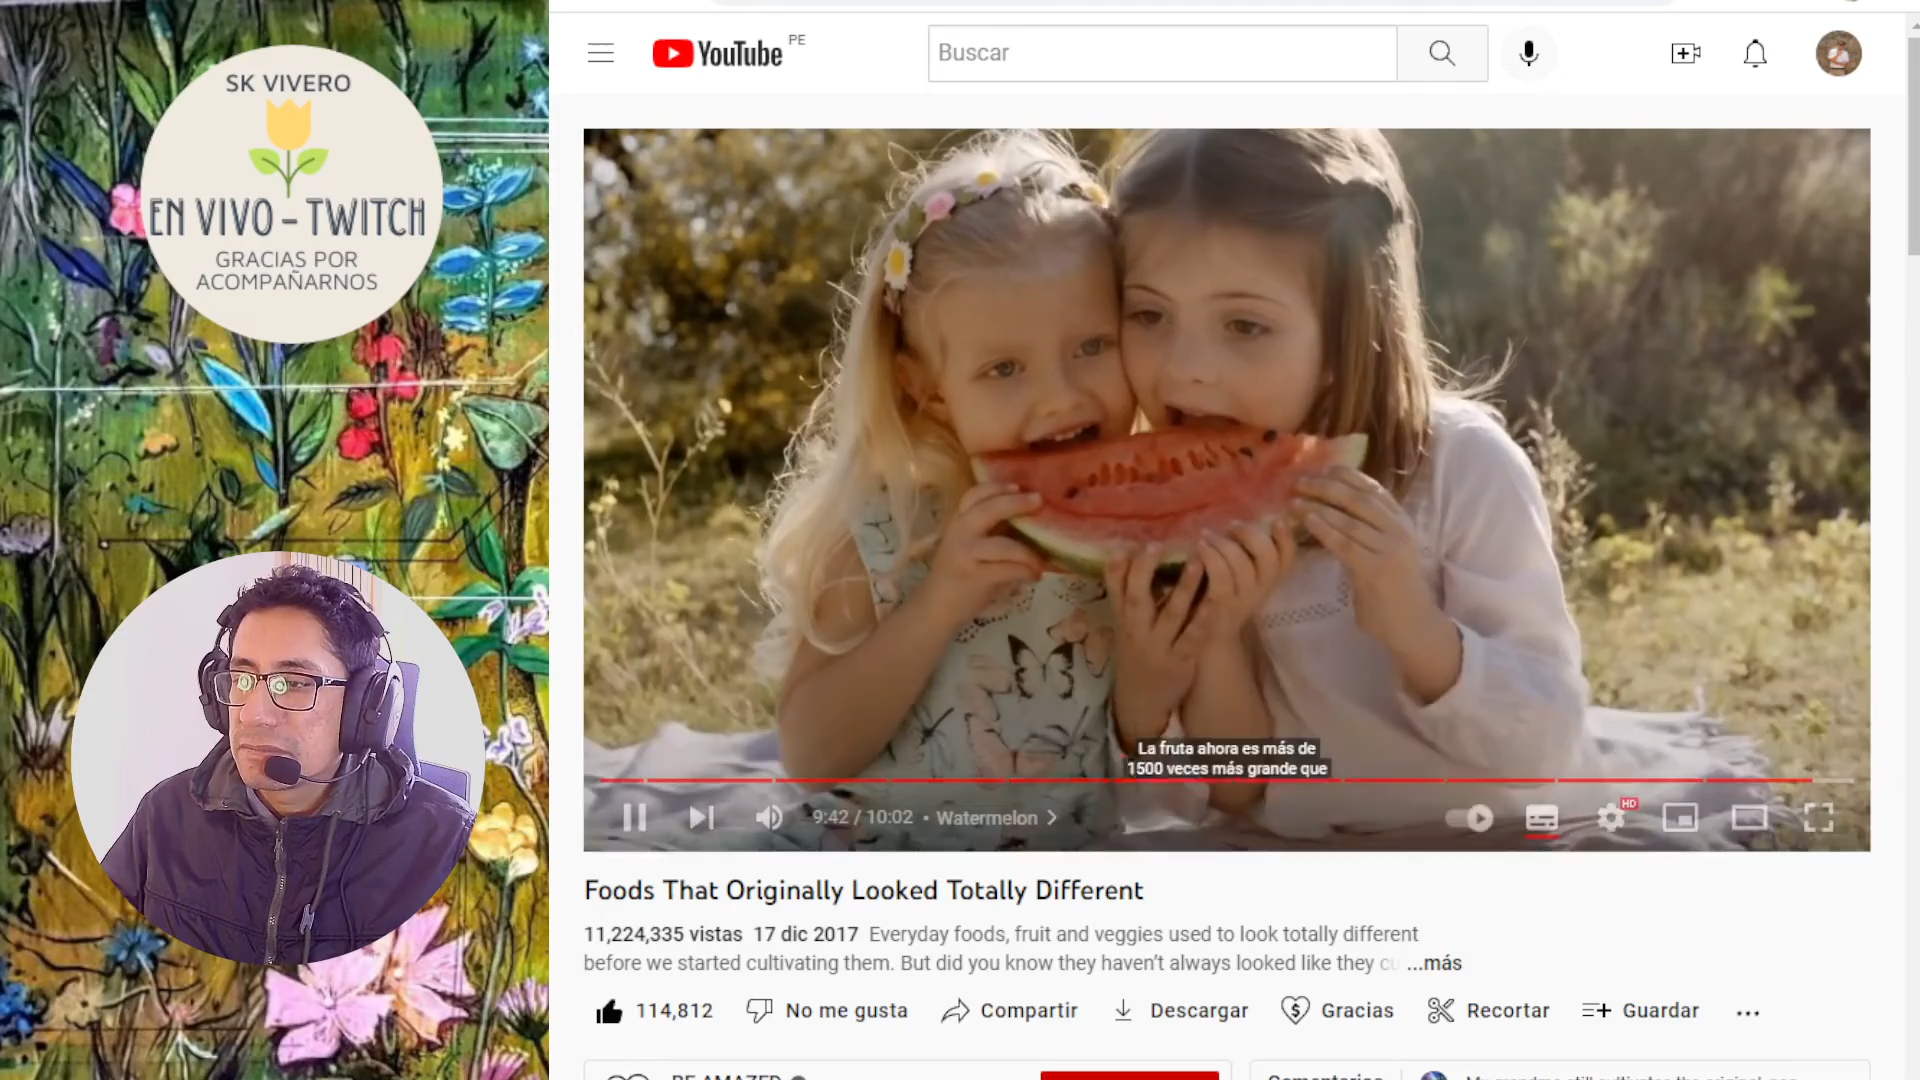 SK VIVERO
EN VIVO - TWITCH
GRACIAS POR
ACOMPAÑARNOS
YouTube PE
Buscar
La fruta ahora es más de
1500 veces más grande que
9:42 / 10:02 • Watermelon
HD
Foods That Originally Looked Totally Different
11,224,335 vistas 17 dic 2017 Everyday foods, fruit and veggies used to look totally different
before we started cultivating them. But did you know they haven't always looked like they ...más
114,812 No me gusta Compartir Descargar Gracias Recortar Guardar ...
BE AMAZED
Comentarios